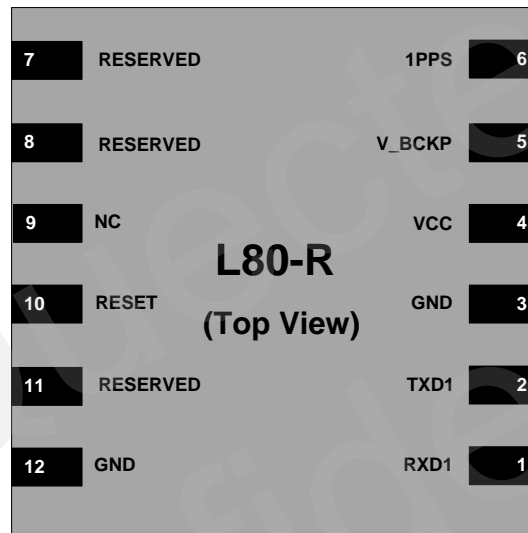 7 RESERVED 1PPS 6
8 RESERVED V_BCKP 5
9 NC VCC 4
L80-R
10 RESET GND 3
(Top View)
11 RESERVED TXD1 2
12 GND RXD1 1